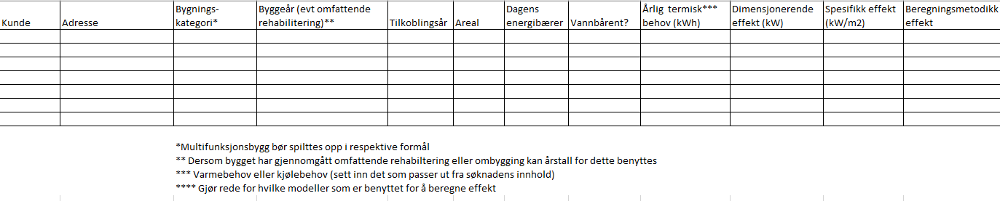 Kunde Adresse Bygnings-kategori* Byggeår (evt omfattende rehabilitering)** Tilkoblingsår Areal Dagens energibærer Vannbårent? Årlig termisk*** behov (kWh) Dimensjonerende effekt (kW) Spesifikk effekt (kW/m2) Beregningsmetodikk effekt
*Multifunksjonsbygg bør spilttes opp i respektive formål
** Dersom bygget har gjennomgått omfattende rehabiltering eller ombygging kan årstall for dette benyttes
*** Varmebehov eller kjølebehov (sett inn det som passer ut fra søknadens innhold)
**** Gjør rede for hvilke modeller som er benyttet for å beregne effekt